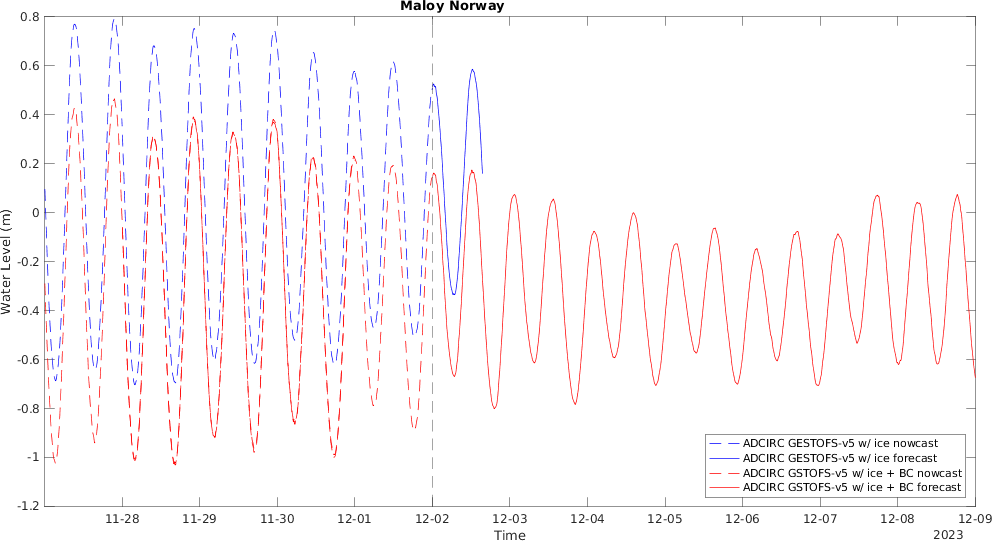 Maloy Norway
0.8
0.6
0.4
0.2
0
-0.2
-0.4
-0.6
-0.8
-1
-1.2
Water Level (m)
ADCIRC GESTOFS-v5 w/ ice nowcast
ADCIRC GESTOFS-v5 w/ ice forecast
ADCIRC GSTOFS-v5 w/ ice + BC nowcast
ADCIRC GSTOFS-v5 w/ ice + BC forecast
11-28 11-29 11-30 12-01 12-02 12-03 12-04 12-05 12-06 12-07 12-08 12-09
Time
2023